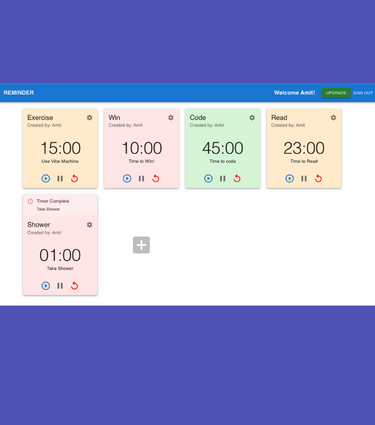 REMINDER
Welcome Amit!
UPGRADE
SIGN OUT
Exercise
Created by: Amit
15:00
Use Vibe Machine
Win
Created by: Amit
10:00
Time to Win!
Code
Created by: Amit
45:00
Time to code
Read
Created by: Amit
23:00
Time to Read
Timer Complete
Take Shower
Shower
Created by: Amit
01:00
Take Shower